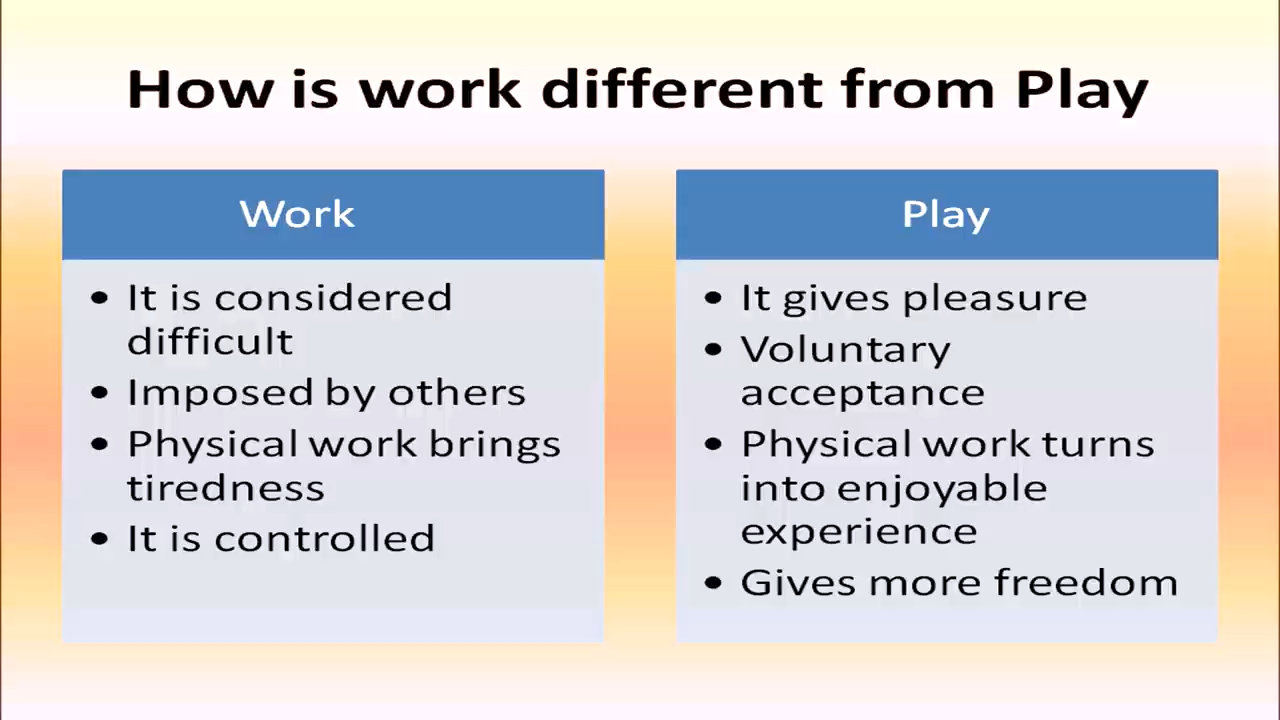 How is work different from Play
Work
• It is considered
difficult
• Imposed by others
• Physical work brings
tiredness
• It is controlled
Play
• It gives pleasure
• Voluntary
acceptance
• Physical work turns
into enjoyable
experience
• Gives more freedom